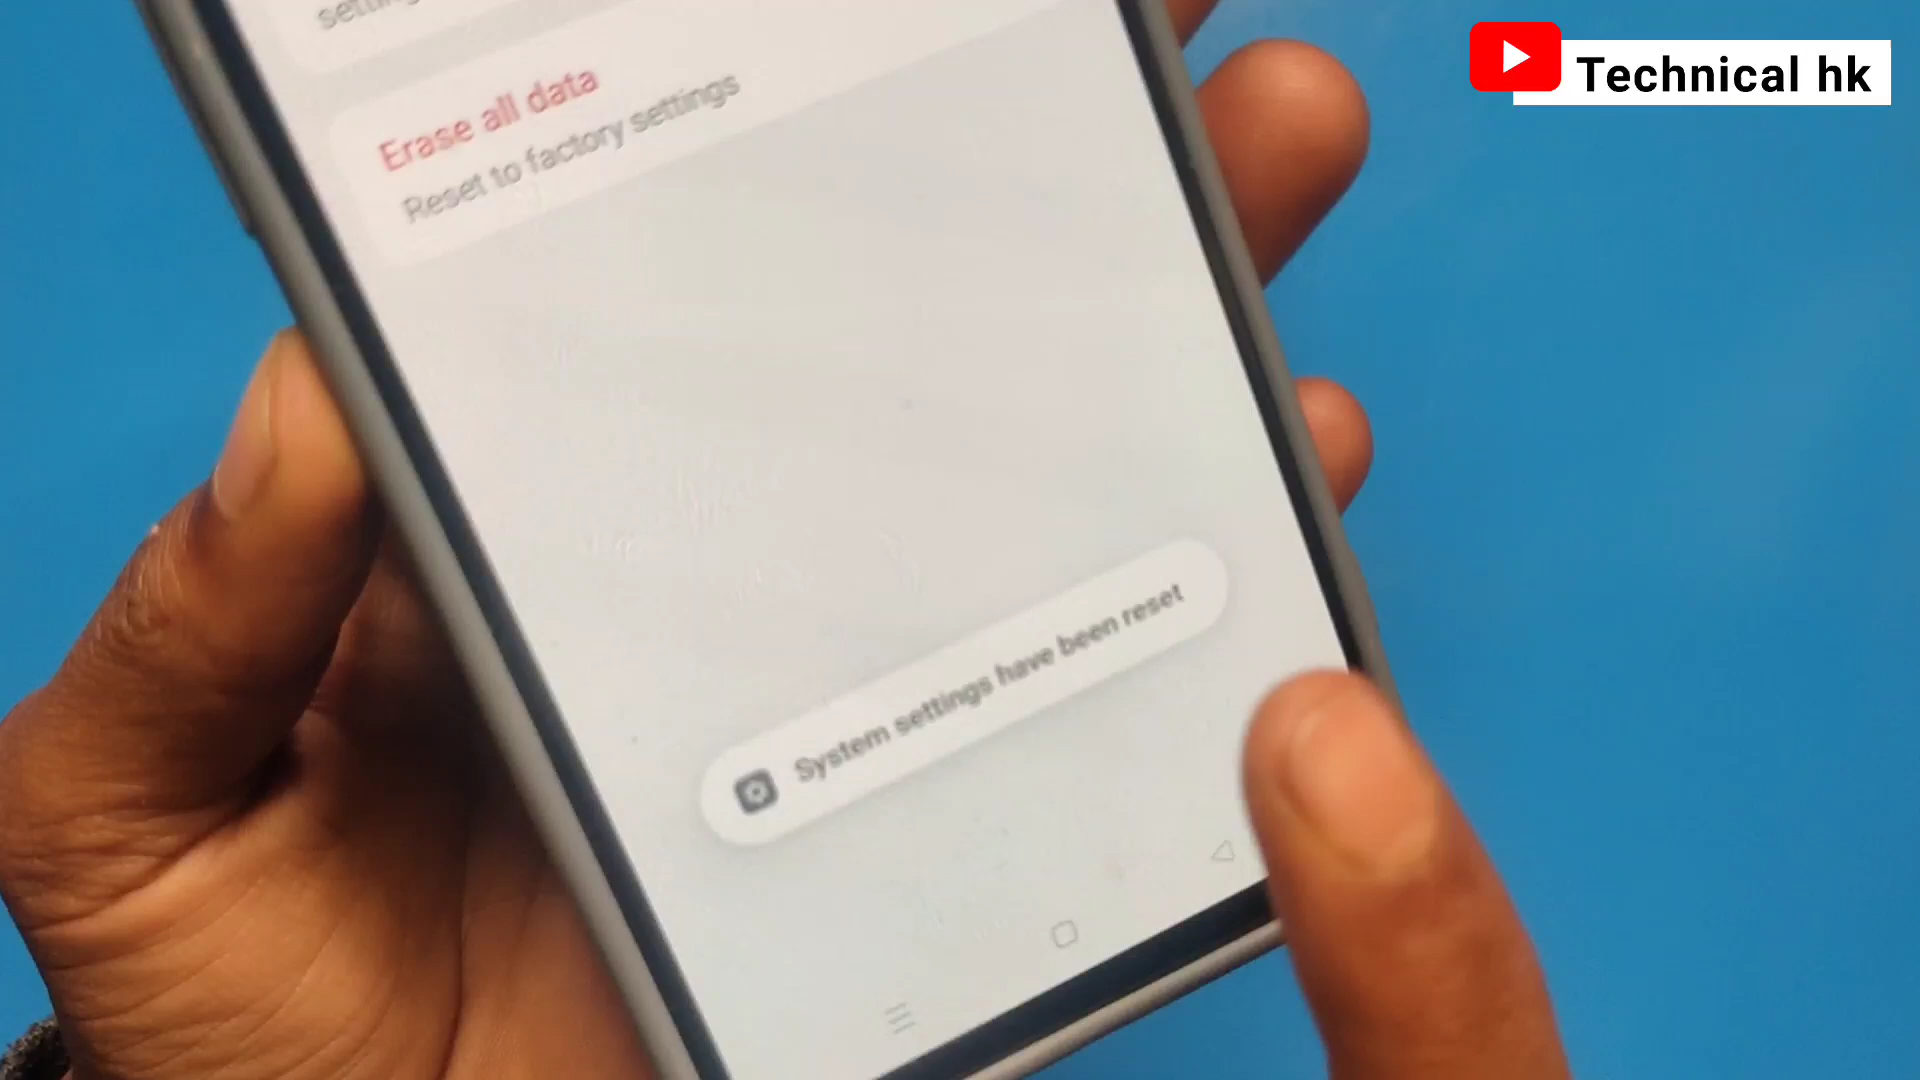 Technical hk
Erase all data
Reset to factory settings
System settings have been reset